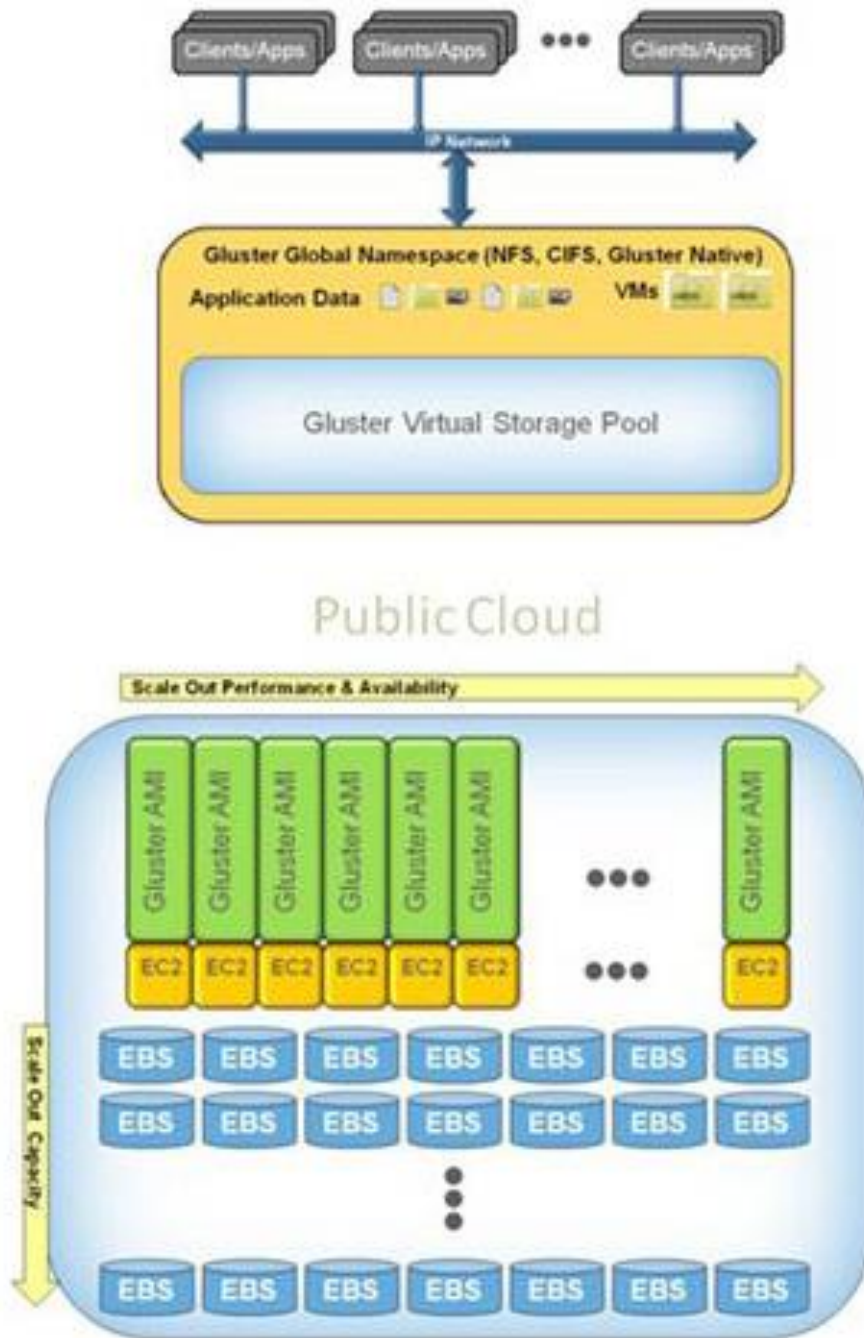 Clients/Apps Clients/Apps Clients/Apps
IP Network
Gluster Global Namespace (NFS, CIFS, Gluster Native)
Application Data VMs
Gluster Virtual Storage Pool
Public Cloud
Scale Out Performance & Availability
Gluster AMI Gluster AMI Gluster AMI Gluster AMI Gluster AMI Gluster AMI Gluster AMI
EC2 EC2 EC2 EC2 EC2 EC2 EC2
Scale Out Capacity
EBS EBS EBS EBS EBS EBS EBS
EBS EBS EBS EBS EBS EBS EBS
EBS EBS EBS EBS EBS EBS EBS